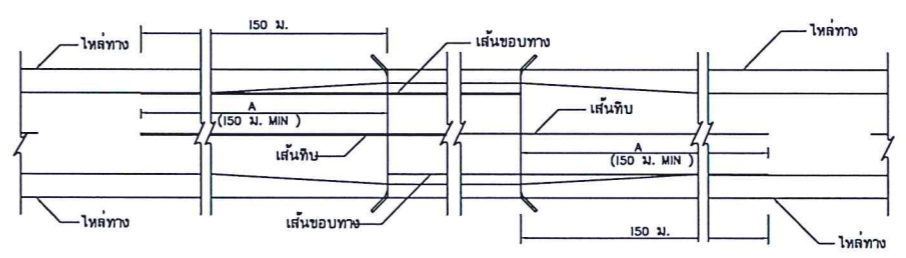 150 ม.
ไหล่ทาง
เส้นขอบทาง
ไหล่ทาง
A
(150 ม. MIN )
เส้นทึบ
เส้นทึบ
A
(150 ม. MIN )
ไหล่ทาง
เส้นขอบทาง
150 ม.
ไหล่ทาง